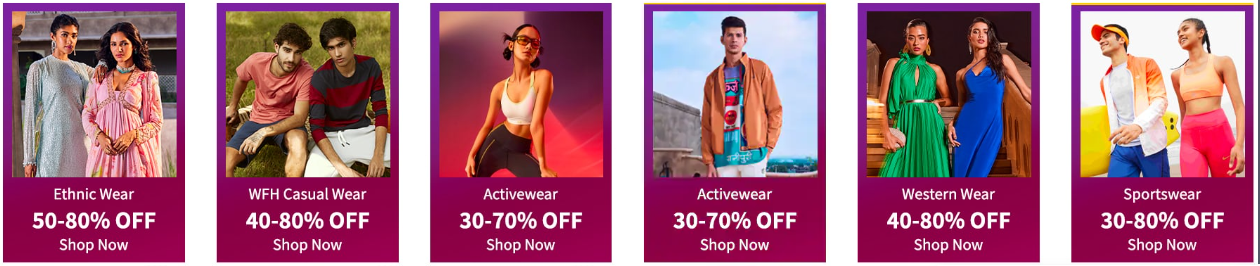 Ethnic Wear
50-80% OFF
Shop Now
WFH Casual Wear
40-80% OFF
Shop Now
Activewear
30-70% OFF
Shop Now
Activewear
30-70% OFF
Shop Now
Western Wear
40-80% OFF
Shop Now
Sportswear
30-80% OFF
Shop Now